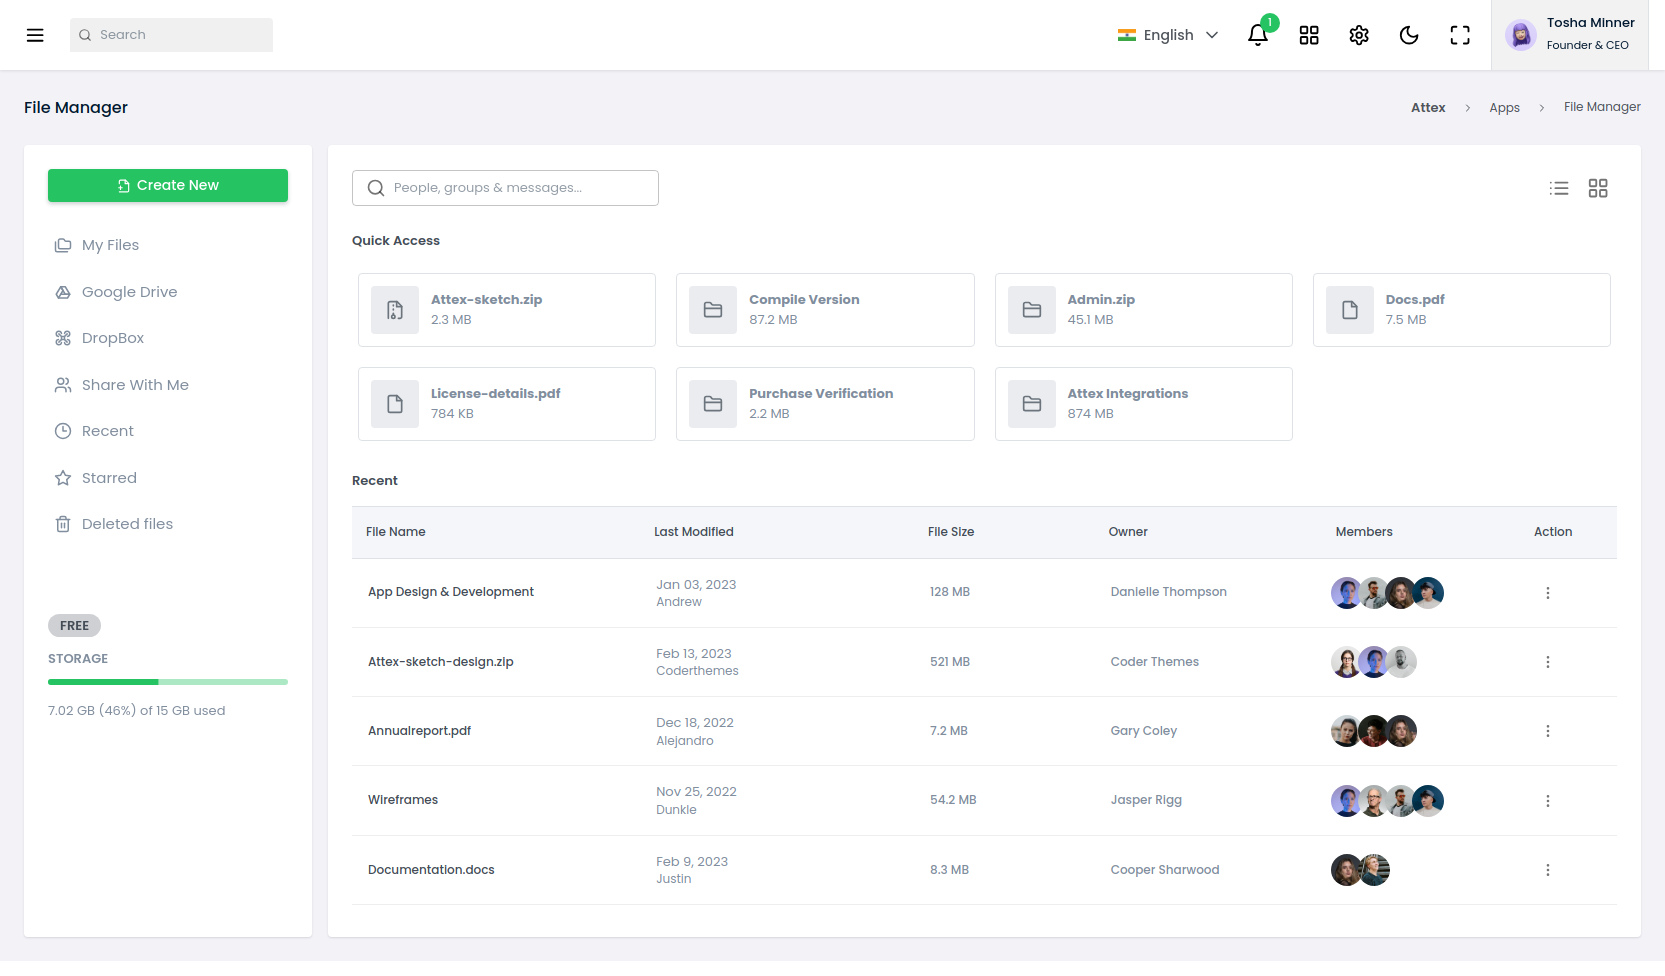 Search
English
1
Tosha Minner
Founder & CEO
File Manager
Attex
Apps
File Manager
Create New
My Files
Google Drive
DropBox
Share With Me
Recent
Starred
Deleted files
FREE
STORAGE
7.02 GB (46%) of 15 GB used
People, groups & messages...
Quick Access
Attex-sketch.zip
2.3 MB
Compile Version
87.2 MB
Admin.zip
45.1 MB
Docs.pdf
7.5 MB
License-details.pdf
784 KB
Purchase Verification
2.2 MB
Attex Integrations
874 MB
Recent
File Name Last Modified File Size Owner Members Action
App Design & Development
Jan 03, 2023
Andrew
128 MB
Danielle Thompson
Attex-sketch-design.zip
Feb 13, 2023
Coderthemes
521 MB
Coder Themes
Annualreport.pdf
Dec 18, 2022
Alejandro
7.2 MB
Gary Coley
Wireframes
Nov 25, 2022
Dunkle
54.2 MB
Jasper Rigg
Documentation.docs
Feb 9, 2023
Justin
8.3 MB
Cooper Sharwood